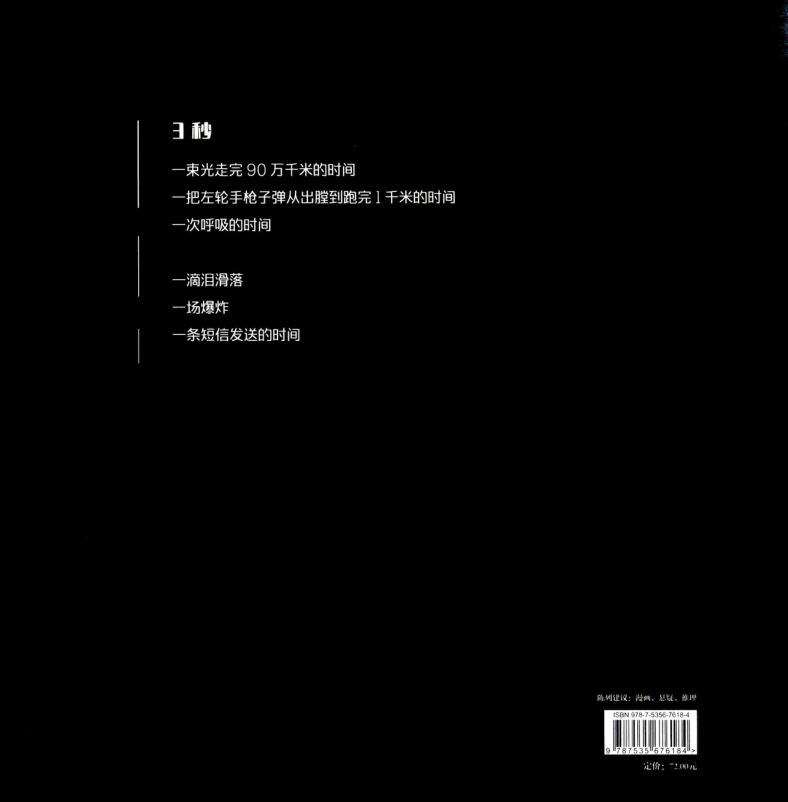 3 秒
一束光走完 90 万千米的时间
一把左轮手枪子弹从出膛到跑完 1 千米的时间
一次呼吸的时间
一滴泪滑落
一场爆炸
一条短信发送的时间
陈列建议：漫画、悬疑、推理
ISBN 978-7-5356-7618-4
9 787535 676184 >
定价：72.00元